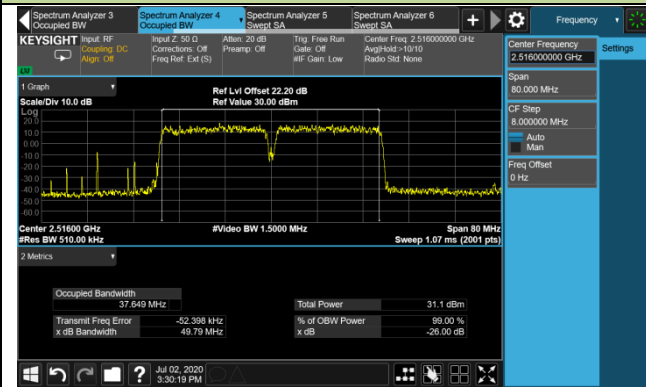 Spectrum Analyzer 3
Occupied BW
Spectrum Analyzer 4
Occupied BW
Spectrum Analyzer 5
Swept SA
Spectrum Analyzer 6
Swept SA
Frequency
KEYSIGHT
Input: RF
Coupling: DC
Align: Off
Input Z: 50 Ω
Corrections: Off
Freq Ref: Ext (S)
Atten: 20 dB
Preamp: Off
Trig: Free Run
Gate: Off
#IF Gain: Low
Center Freq: 2.516000000 GHz
Avg|Hold:>10/10
Radio Std: None
LV
Center Frequency
2.516000000 GHz
Settings
Span
80.000 MHz
CF Step
8.000000 MHz
Auto
Man
Freq Offset
0 Hz
1 Graph
Scale/Div 10.0 dB
Ref Lvl Offset 22.20 dB
Ref Value 30.00 dBm
Log
20.0
10.0
0.00
-10.0
-20.0
-30.0
-40.0
-50.0
-60.0
Center 2.51600 GHz
#Video BW 1.5000 MHz
Span 80 MHz
#Res BW 510.00 kHz
Sweep 1.07 ms (2001 pts)
2 Metrics
Occupied Bandwidth
37.649 MHz
Total Power 31.1 dBm
Transmit Freq Error -52.398 kHz
% of OBW Power 99.00 %
x dB Bandwidth 49.79 MHz
x dB -26.00 dB
?
Jul 02, 2020
3:30:19 PM